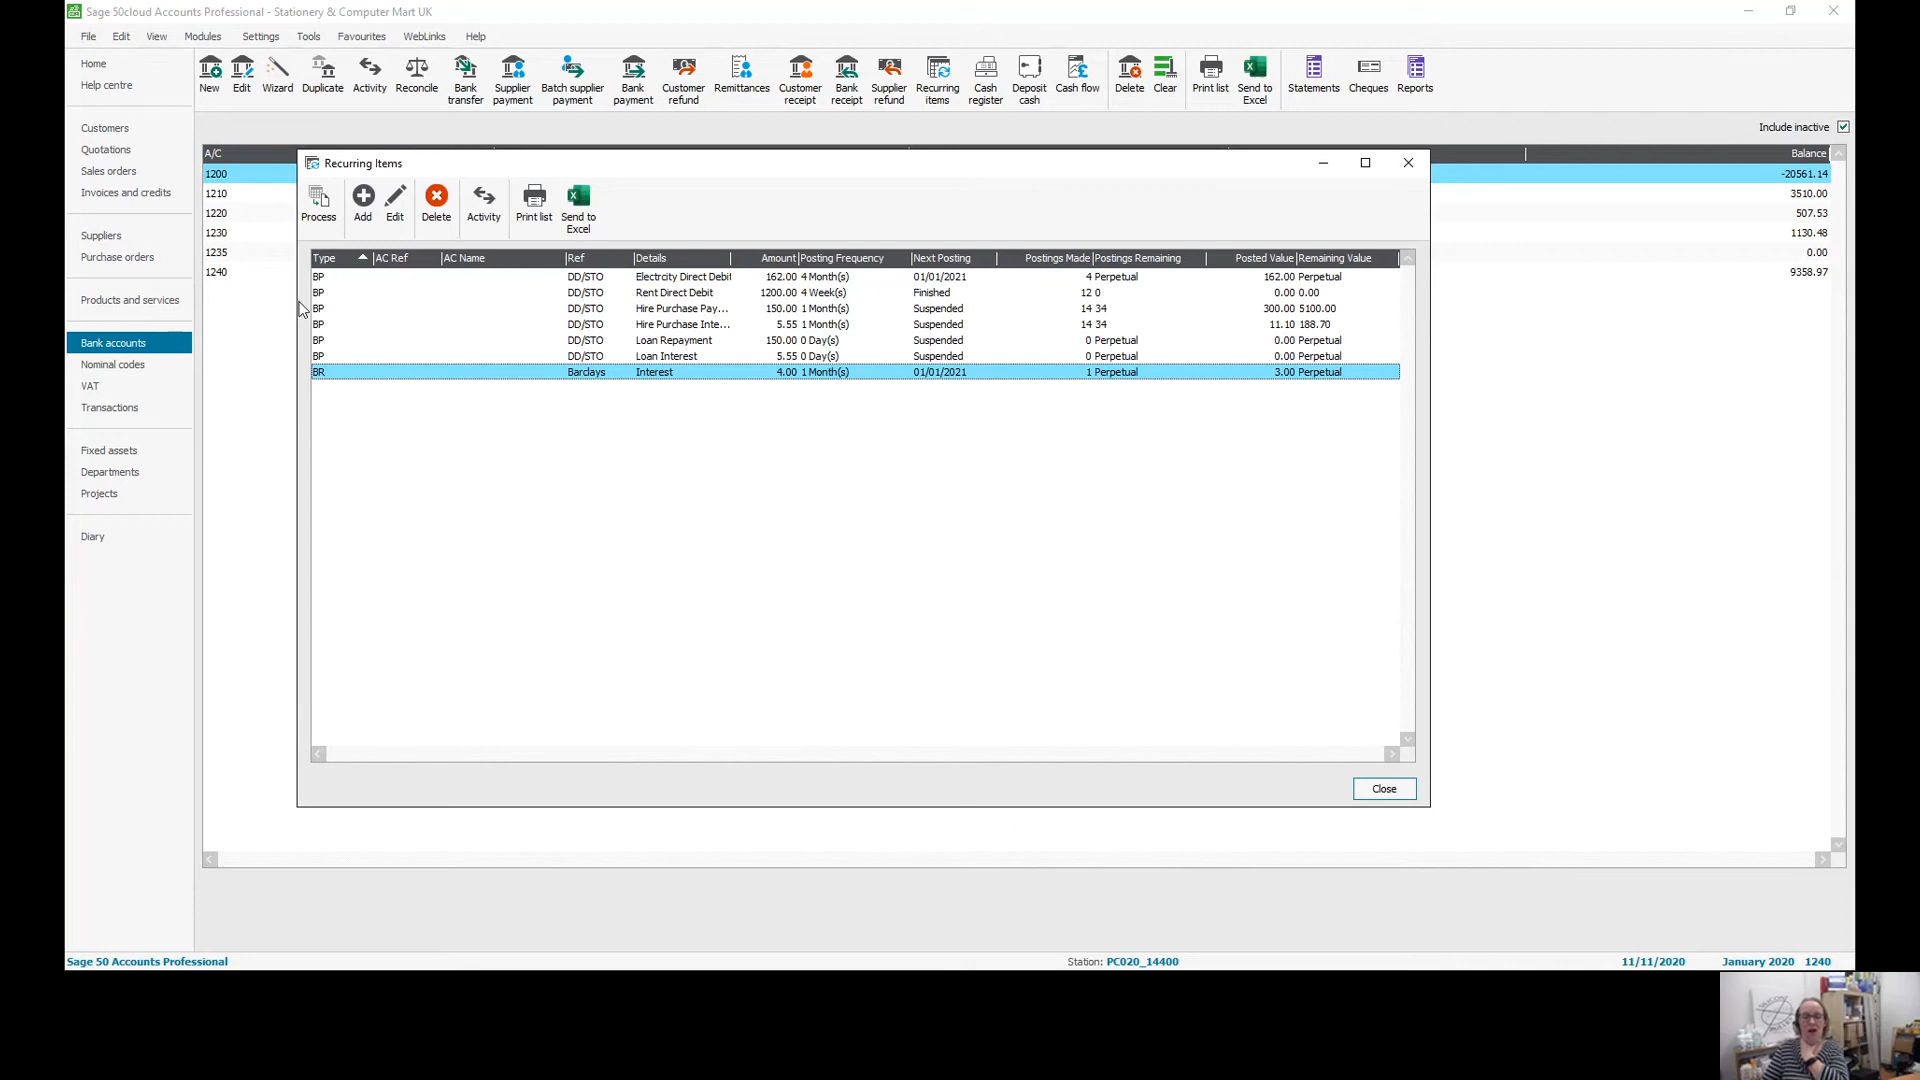 Sage 50cloud Accounts Professional - Stationery & Computer Mart UK
File Edit View Modules Settings Tools Favourites WebLinks Help
New Edit Wizard Duplicate Activity Reconcile Bank transfer Supplier payment Batch supplier payment Bank payment Customer refund Remittances Customer receipt Bank receipt Supplier refund Recurring items Cash register Deposit cash Cash flow Delete Clear Print list Send to Excel Statements Cheques Reports
Home
Help centre
Customers
Quotations
Sales orders
Invoices and credits
Suppliers
Purchase orders
Products and services
Bank accounts
Nominal codes
VAT
Transactions
Fixed assets
Departments
Projects
Diary
Include inactive
A/C Balance
1200 -20561.14
1210 3510.00
1220 507.53
1230 1130.48
1235 0.00
1240 9358.97
Recurring Items
Process Add Edit Delete Activity Print list Send to Excel
Type AC Ref AC Name Ref Details Amount Posting Frequency Next Posting Postings Made Postings Remaining Posted Value Remaining Value
BP DD/STO Electrcity Direct Debit 162.00 4 Month(s) 01/01/2021 4 Perpetual 162.00 Perpetual
BP DD/STO Rent Direct Debit 1200.00 4 Week(s) Finished 12 0 0.00 0.00
BP DD/STO Hire Purchase Pay... 150.00 1 Month(s) Suspended 14 34 300.00 5100.00
BP DD/STO Hire Purchase Inte... 5.55 1 Month(s) Suspended 14 34 11.10 188.70
BP DD/STO Loan Repayment 150.00 0 Day(s) Suspended 0 Perpetual 0.00 Perpetual
BP DD/STO Loan Interest 5.55 0 Day(s) Suspended 0 Perpetual 0.00 Perpetual
BR Barclays Interest 4.00 1 Month(s) 01/01/2021 1 Perpetual 3.00 Perpetual
Close
Sage 50 Accounts Professional Station: PC020_14400 11/11/2020 January 2020 1240